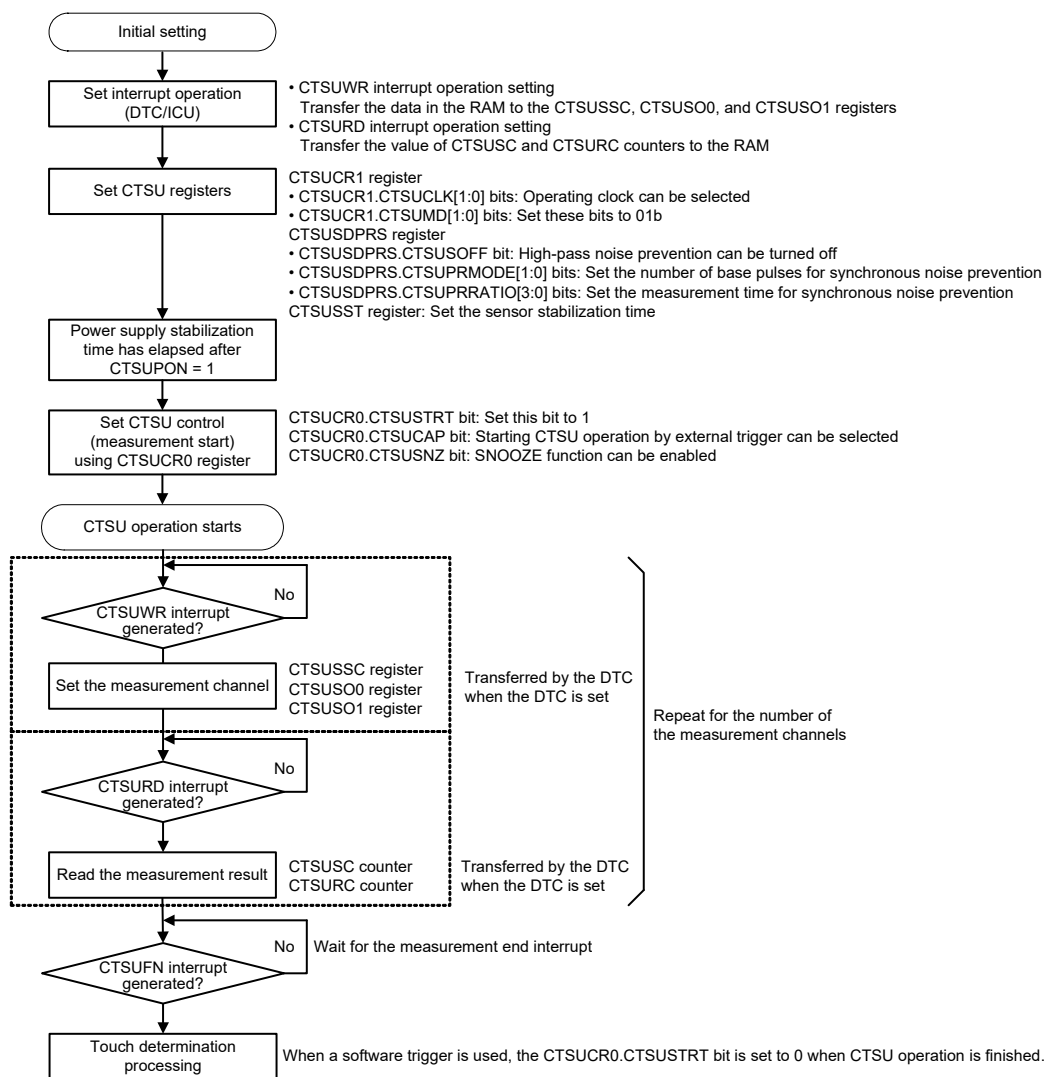 Initial setting
Set interrupt operation
(DTC/ICU)
• CTSUWR interrupt operation setting
Transfer the data in the RAM to the CTSUSSC, CTSUSO0, and CTSUSO1 registers
• CTSURD interrupt operation setting
Transfer the value of CTSUSC and CTSURC counters to the RAM
Set CTSU registers
CTSUCR1 register
• CTSUCR1.CTSUCLK[1:0] bits: Operating clock can be selected
• CTSUCR1.CTSUMD[1:0] bits: Set these bits to 01b
CTSUSDPRS register
• CTSUSDPRS.CTSUSOFF bit: High-pass noise prevention can be turned off
• CTSUSDPRS.CTSUPRMODE[1:0] bits: Set the number of base pulses for synchronous noise prevention
• CTSUSDPRS.CTSUPRRATIO[3:0] bits: Set the measurement time for synchronous noise prevention
CTSUSST register: Set the sensor stabilization time
Power supply stabilization
time has elapsed after
CTSUPON = 1
Set CTSU control
(measurement start)
using CTSUCR0 register
CTSUCR0.CTSUSTRT bit: Set this bit to 1
CTSUCR0.CTSUCAP bit: Starting CTSU operation by external trigger can be selected
CTSUCR0.CTSUSNZ bit: SNOOZE function can be enabled
CTSU operation starts
No
CTSUWR interrupt
generated?
Set the measurement channel
CTSUSSC register
CTSUSO0 register
CTSUSO1 register
Transferred by the DTC
when the DTC is set
Repeat for the number of
the measurement channels
No
CTSURD interrupt
generated?
Read the measurement result
CTSUSC counter
CTSURC counter
Transferred by the DTC
when the DTC is set
No
Wait for the measurement end interrupt
CTSUFN interrupt
generated?
Touch determination
processing
When a software trigger is used, the CTSUCR0.CTSUSTRT bit is set to 0 when CTSU operation is finished.